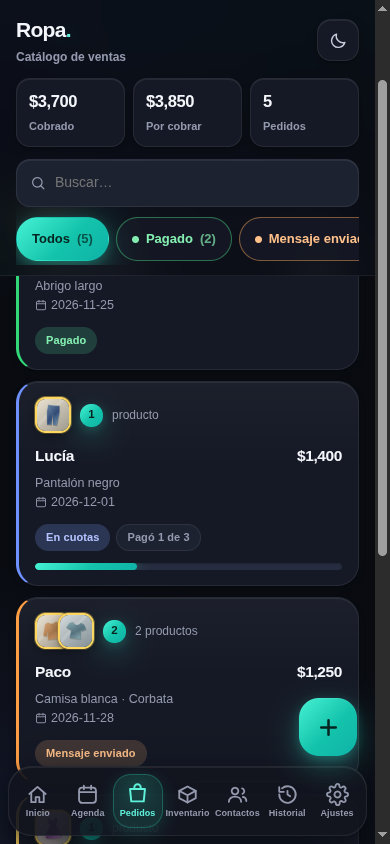 Ropa.
Catálogo de ventas
$3,700
Cobrado
$3,850
Por cobrar
5
Pedidos
Buscar…
Todos (5)
Pagado (2)
Mensaje enviad
Abrigo largo
2026-11-25
Pagado
1 producto
Lucía $1,400
Pantalón negro
2026-12-01
En cuotas Pagó 1 de 3
2 2 productos
Paco $1,250
Camisa blanca · Corbata
2026-11-28
Mensaje enviado
Inicio Agenda Pedidos Inventario Contactos Historial Ajustes